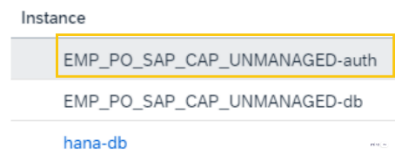 Instance
EMP_PO_SAP_CAP_UNMANAGED-auth
EMP_PO_SAP_CAP_UNMANAGED-db
hana-db